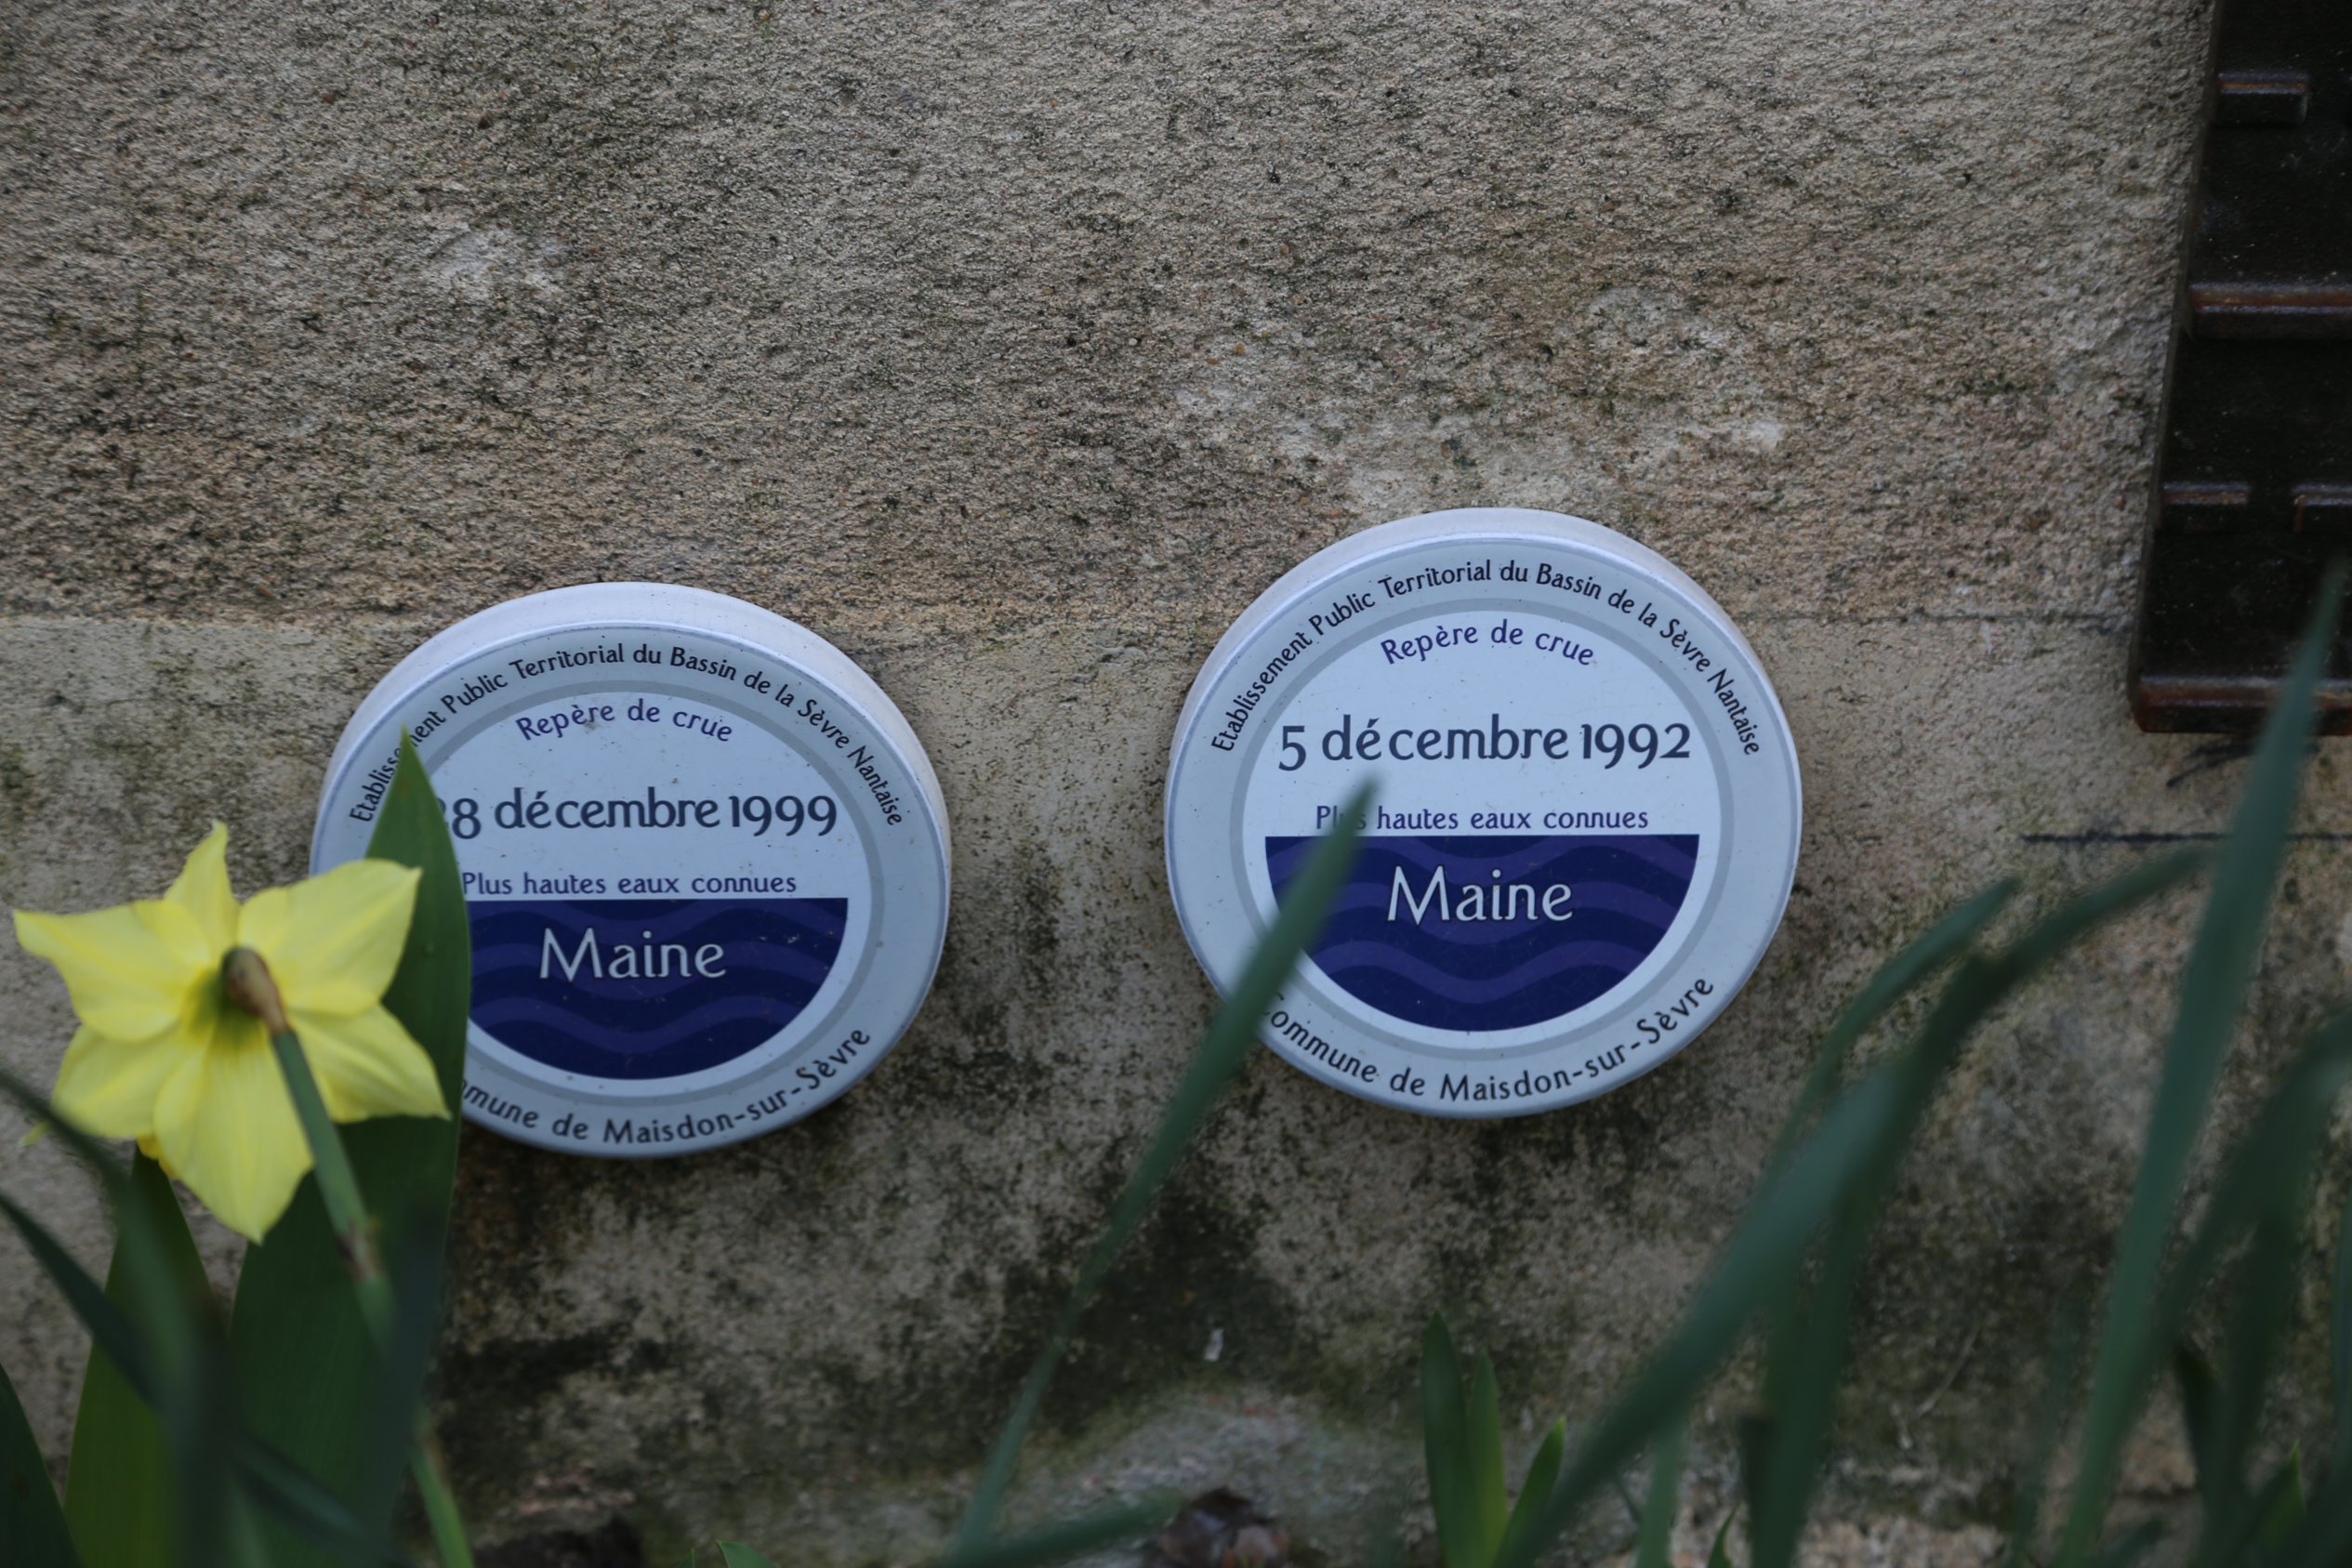 Etablissement Public Territorial du Bassin de la Sèvre Nantaise
Repère de crue
décembre 1999
Plus hautes eaux connues
Maine
de Maisdon-sur-Sèvre
Etablissement Public Territorial du Bassin de la Sèvre Nantaise
Repère de crue
5 décembre 1992
Plus hautes eaux connues
Maine
Commune de Maisdon-sur-Sèvre